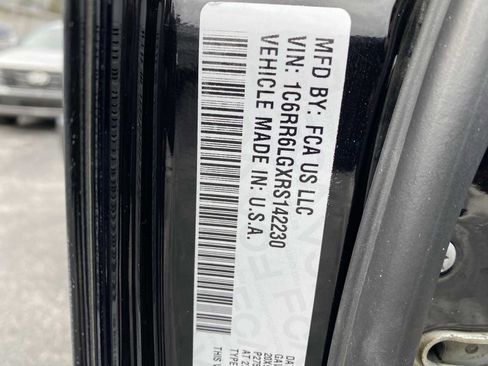 MFD BY: FCA US LLC
VIN: 1C6RR6LGXRS142230
VEHICLE MADE IN: U.S.A.